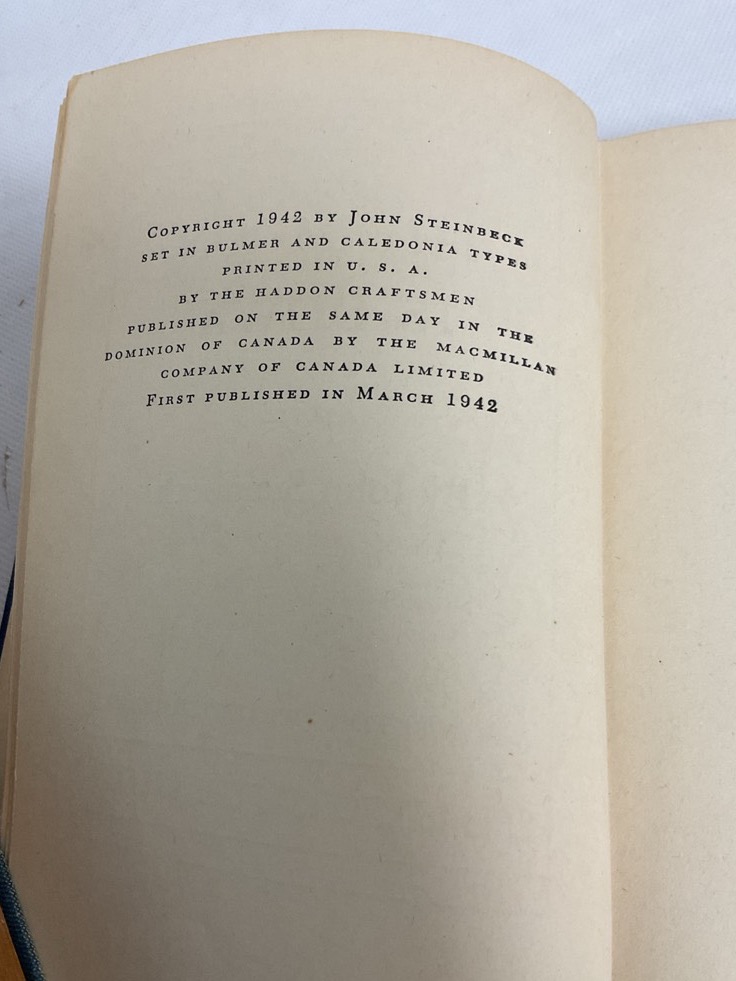 Copyright 1942 by John Steinbeck
set in bulmer and caledonia types
printed in u. s. a.
by the haddon craftsmen
published on the same day in the
dominion of canada by the macmillan
company of canada limited
First published in March 1942